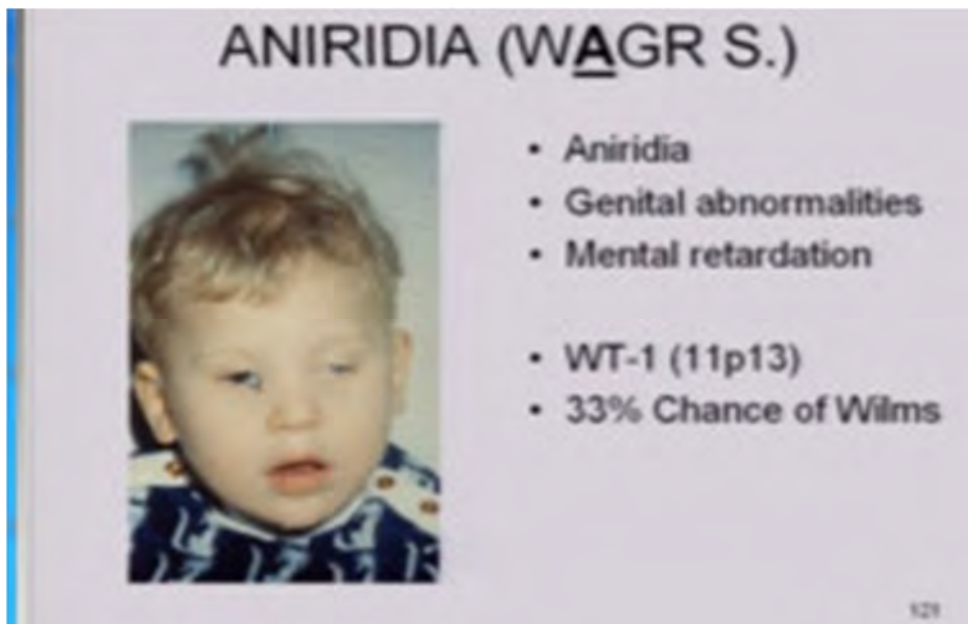 ANIRIDIA (WAGR S.)
• Aniridia
• Genital abnormalities
• Mental retardation
• WT-1 (11p13)
• 33% Chance of Wilms